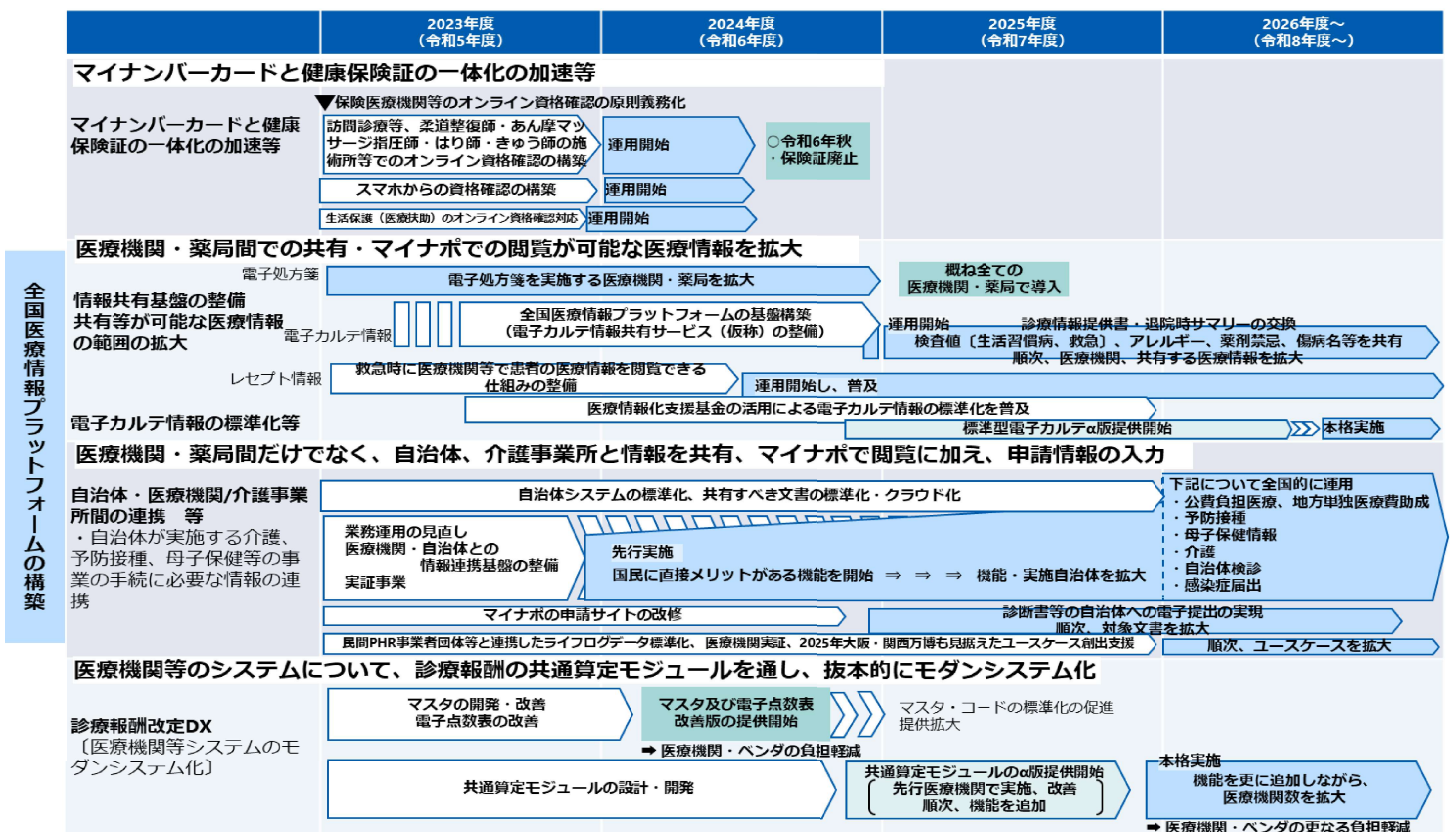 2023年度
（令和5年度）
2024年度
（令和6年度）
2025年度
（令和7年度）
2026年度～
（令和8年度～）
全国医療情報プラットフォームの構築
マイナンバーカードと健康保険証の一体化の加速等
マイナンバーカードと健康
保険証の一体化の加速等
▼保険医療機関等のオンライン資格確認の原則義務化
訪問診療等、柔道整復師・あん摩マッ
サージ指圧師・はり師・きゅう師の施
術所等でのオンライン資格確認の構築
運用開始
○令和6年秋
・保険証廃止
スマホからの資格確認の構築
運用開始
生活保護（医療扶助）のオンライン資格確認対応
運用開始
医療機関・薬局間での共有・マイナポでの閲覧が可能な医療情報を拡大
情報共有基盤の整備
共有等が可能な医療情報
の範囲の拡大
電子処方箋
電子処方箋を実施する医療機関・薬局を拡大
概ね全ての
医療機関・薬局で導入
電子カルテ情報
全国医療情報プラットフォームの基盤構築
（電子カルテ情報共有サービス（仮称）の整備）
運用開始
診療情報提供書・退院時サマリーの交換
検査値〔生活習慣病、救急〕、アレルギー、薬剤禁忌、傷病名等を共有
順次、医療機関、共有する医療情報を拡大
レセプト情報
救急時に医療機関等で患者の医療情報を閲覧できる
仕組みの整備
運用開始し、普及
電子カルテ情報の標準化等
医療情報化支援基金の活用による電子カルテ情報の標準化を普及
標準型電子カルテα版提供開始
本格実施
医療機関・薬局間だけでなく、自治体、介護事業所と情報を共有、マイナポで閲覧に加え、申請情報の入力
自治体・医療機関/介護事業
所間の連携　等
・自治体が実施する介護、
予防接種、母子保健等の事
業の手続に必要な情報の連
携
自治体システムの標準化、共有すべき文書の標準化・クラウド化
業務運用の見直し
医療機関・自治体との
情報連携基盤の整備
実証事業
先行実施
国民に直接メリットがある機能を開始　⇒　⇒　⇒　機能・実施自治体を拡大
下記について全国的に運用
・公費負担医療、地方単独医療費助成
・予防接種
・母子保健情報
・介護
・自治体検診
・感染症届出
マイナポの申請サイトの改修
診断書等の自治体への電子提出の実現
順次、対象文書を拡大
民間PHR事業者団体等と連携したライフログデータ標準化、医療機関実証、2025年大阪・関西万博も見据えたユースケース創出支援
順次、ユースケースを拡大
医療機関等のシステムについて、診療報酬の共通算定モジュールを通し、抜本的にモダンシステム化
診療報酬改定DX
〔医療機関等システムのモ
ダンシステム化〕
マスタの開発・改善
電子点数表の改善
マスタ及び電子点数表
改善版の提供開始
マスタ・コードの標準化の促進
提供拡大
➡ 医療機関・ベンダの負担軽減
共通算定モジュールの設計・開発
共通算定モジュールのα版提供開始
先行医療機関で実施、改善
順次、機能を追加
本格実施
機能を更に追加しながら、
医療機関数を拡大
➡ 医療機関・ベンダの更なる負担軽減